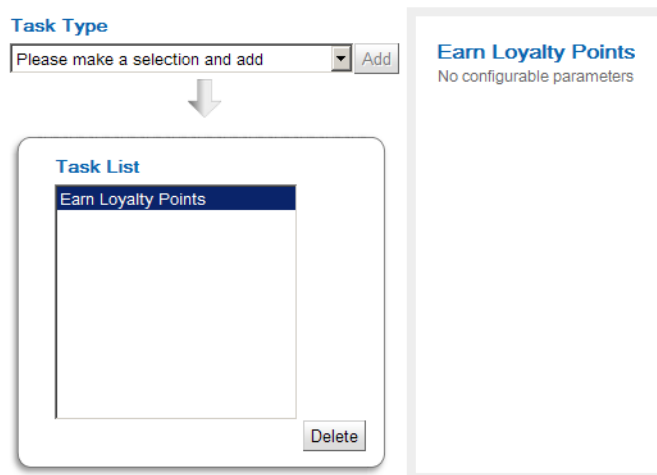 Task Type
Please make a selection and add
Add
Task List
Earn Loyalty Points
Delete
Earn Loyalty Points
No configurable parameters